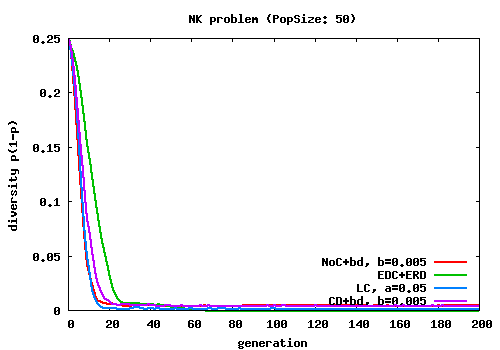 NK problem (PopSize: 50)
0.25
0.2
0.15
0.1
0.05
0
diversity p(1-p)
NoC+bd, b=0.005
EDC+ERD
LC, a=0.05
CD+bd, b=0.005
0 20 40 60 80 100 120 140 160 180 200
generation